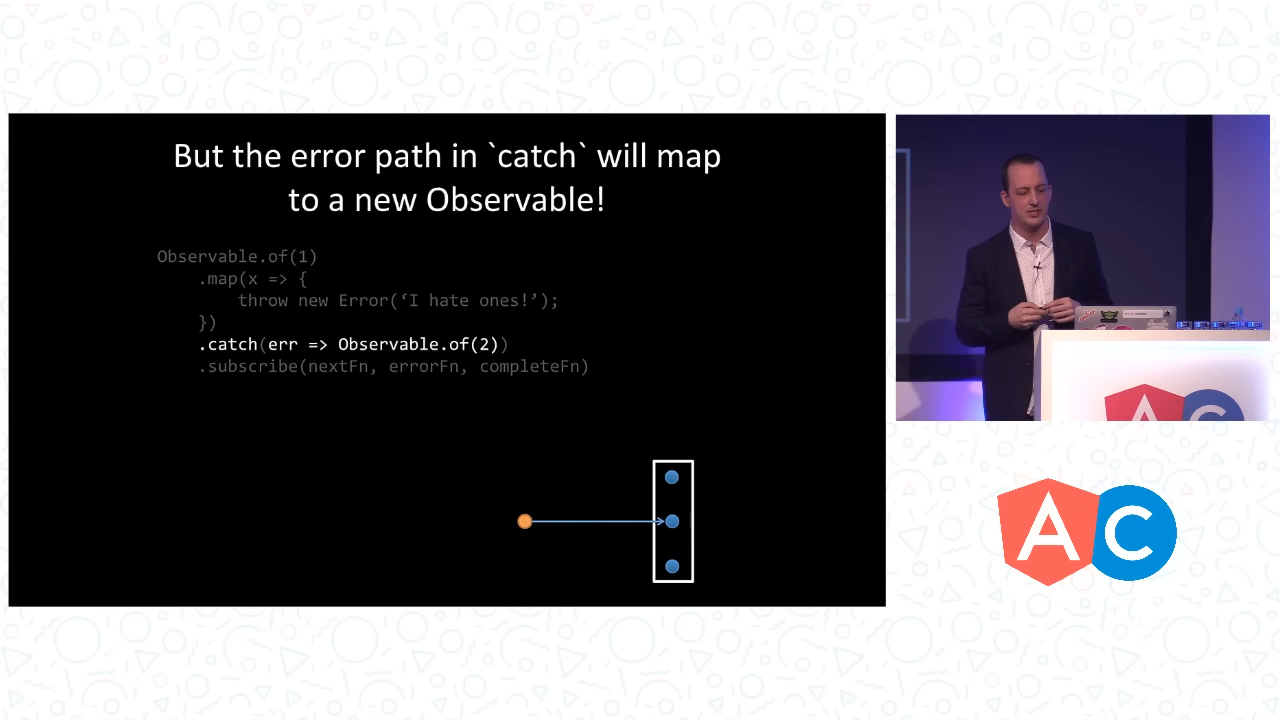 But the error path in `catch` will map
to a new Observable!
Observable.of(1)
.map(x => {
throw new Error(‘I hate ones!’);
})
.catch(err => Observable.of(2))
.subscribe(nextFn, errorFn, completeFn)
A C
A C